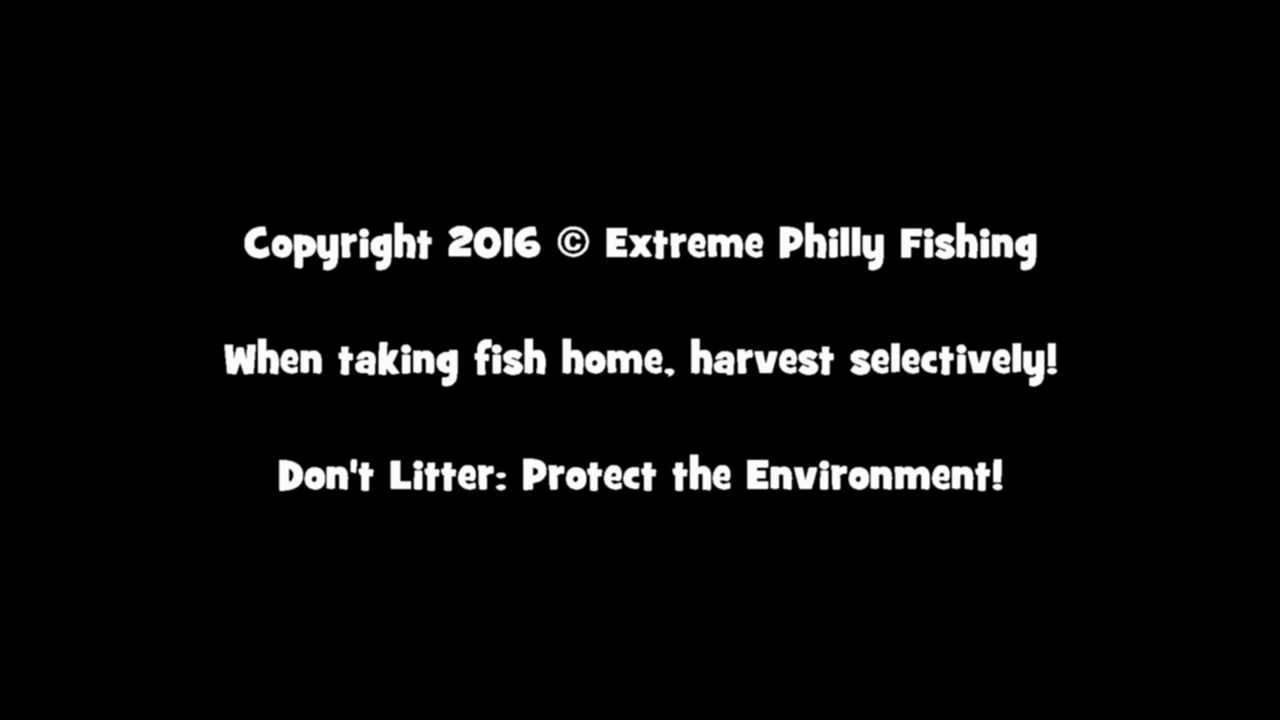 Copyright 2016 © Extreme Philly Fishing
When taking fish home, harvest selectively!
Don't Litter: Protect the Environment!